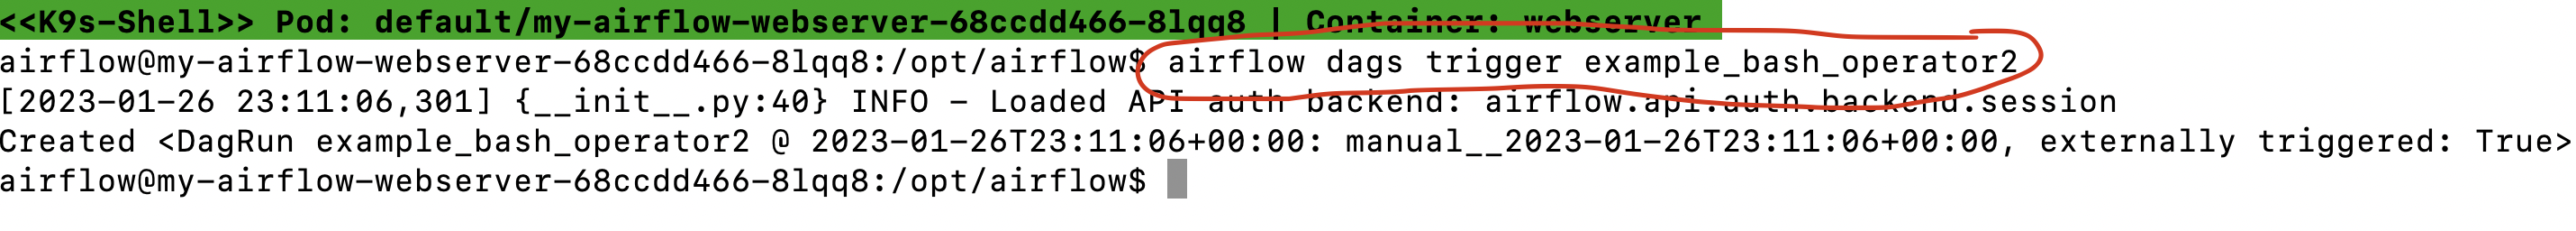 <<K9s-Shell>> Pod: default/my-airflow-webserver-68ccdd466-8lqq8 | Container: webserver
airflow@my-airflow-webserver-68ccdd466-8lqq8:/opt/airflow$ airflow dags trigger example_bash_operator2
[2023-01-26 23:11:06,301] {__init__.py:40} INFO - Loaded API auth backend: airflow.api.auth.backend.session
Created <DagRun example_bash_operator2 @ 2023-01-26T23:11:06+00:00: manual__2023-01-26T23:11:06+00:00, externally triggered: True>
airflow@my-airflow-webserver-68ccdd466-8lqq8:/opt/airflow$